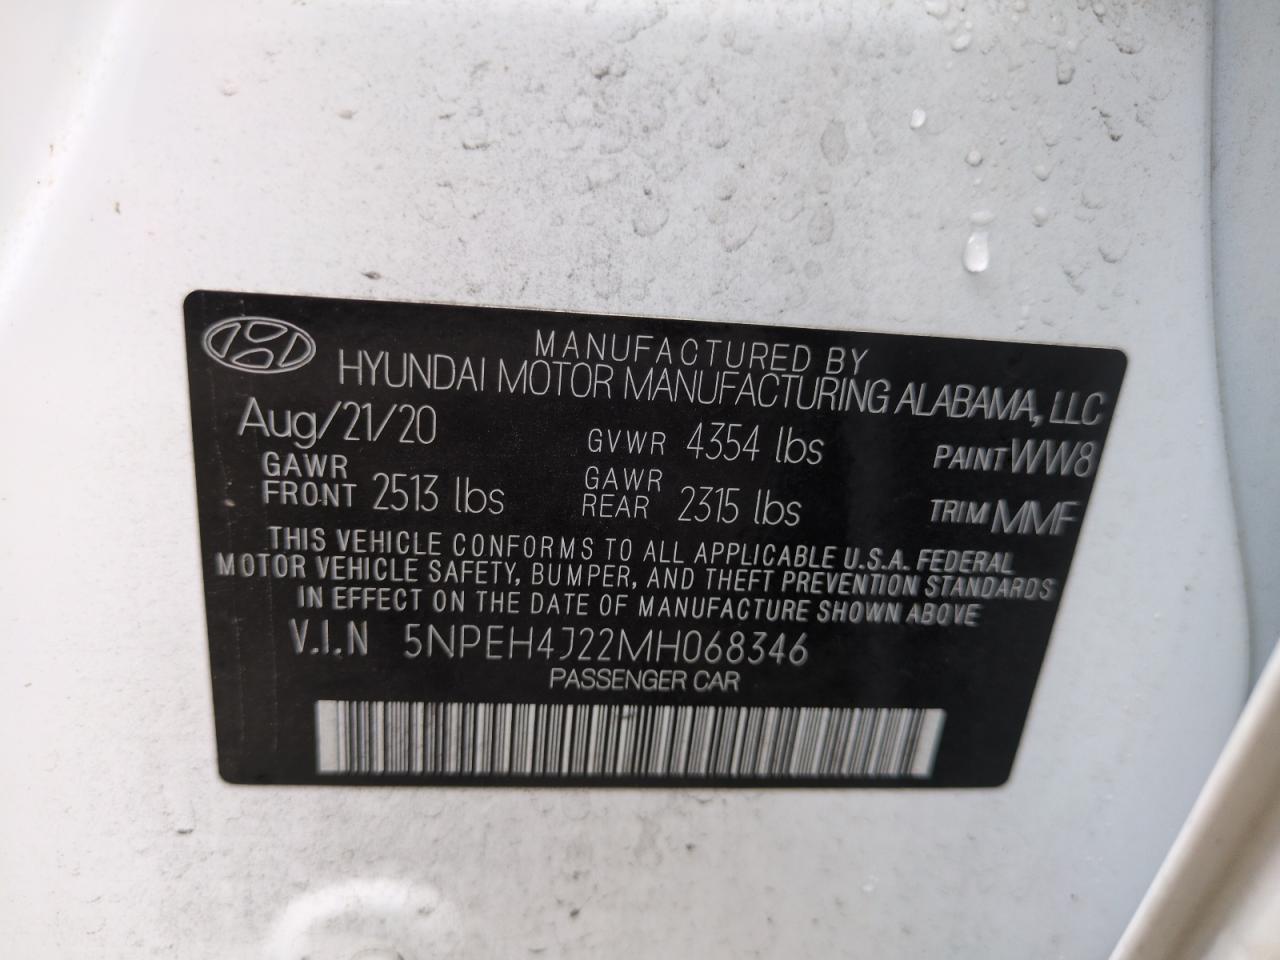 MANUFACTURED BY
HYUNDAI MOTOR MANUFACTURING ALABAMA, LLC
Aug/21/20 GVWR 4354 lbs PAINT WW8
GAWR FRONT 2513 lbs GAWR REAR 2315 lbs TRIM MMF
THIS VEHICLE CONFORMS TO ALL APPLICABLE U.S.A. FEDERAL
MOTOR VEHICLE SAFETY, BUMPER, AND THEFT PREVENTION STANDARDS
IN EFFECT ON THE DATE OF MANUFACTURE SHOWN ABOVE
V.I.N 5NPEH4J22MH068346
PASSENGER CAR